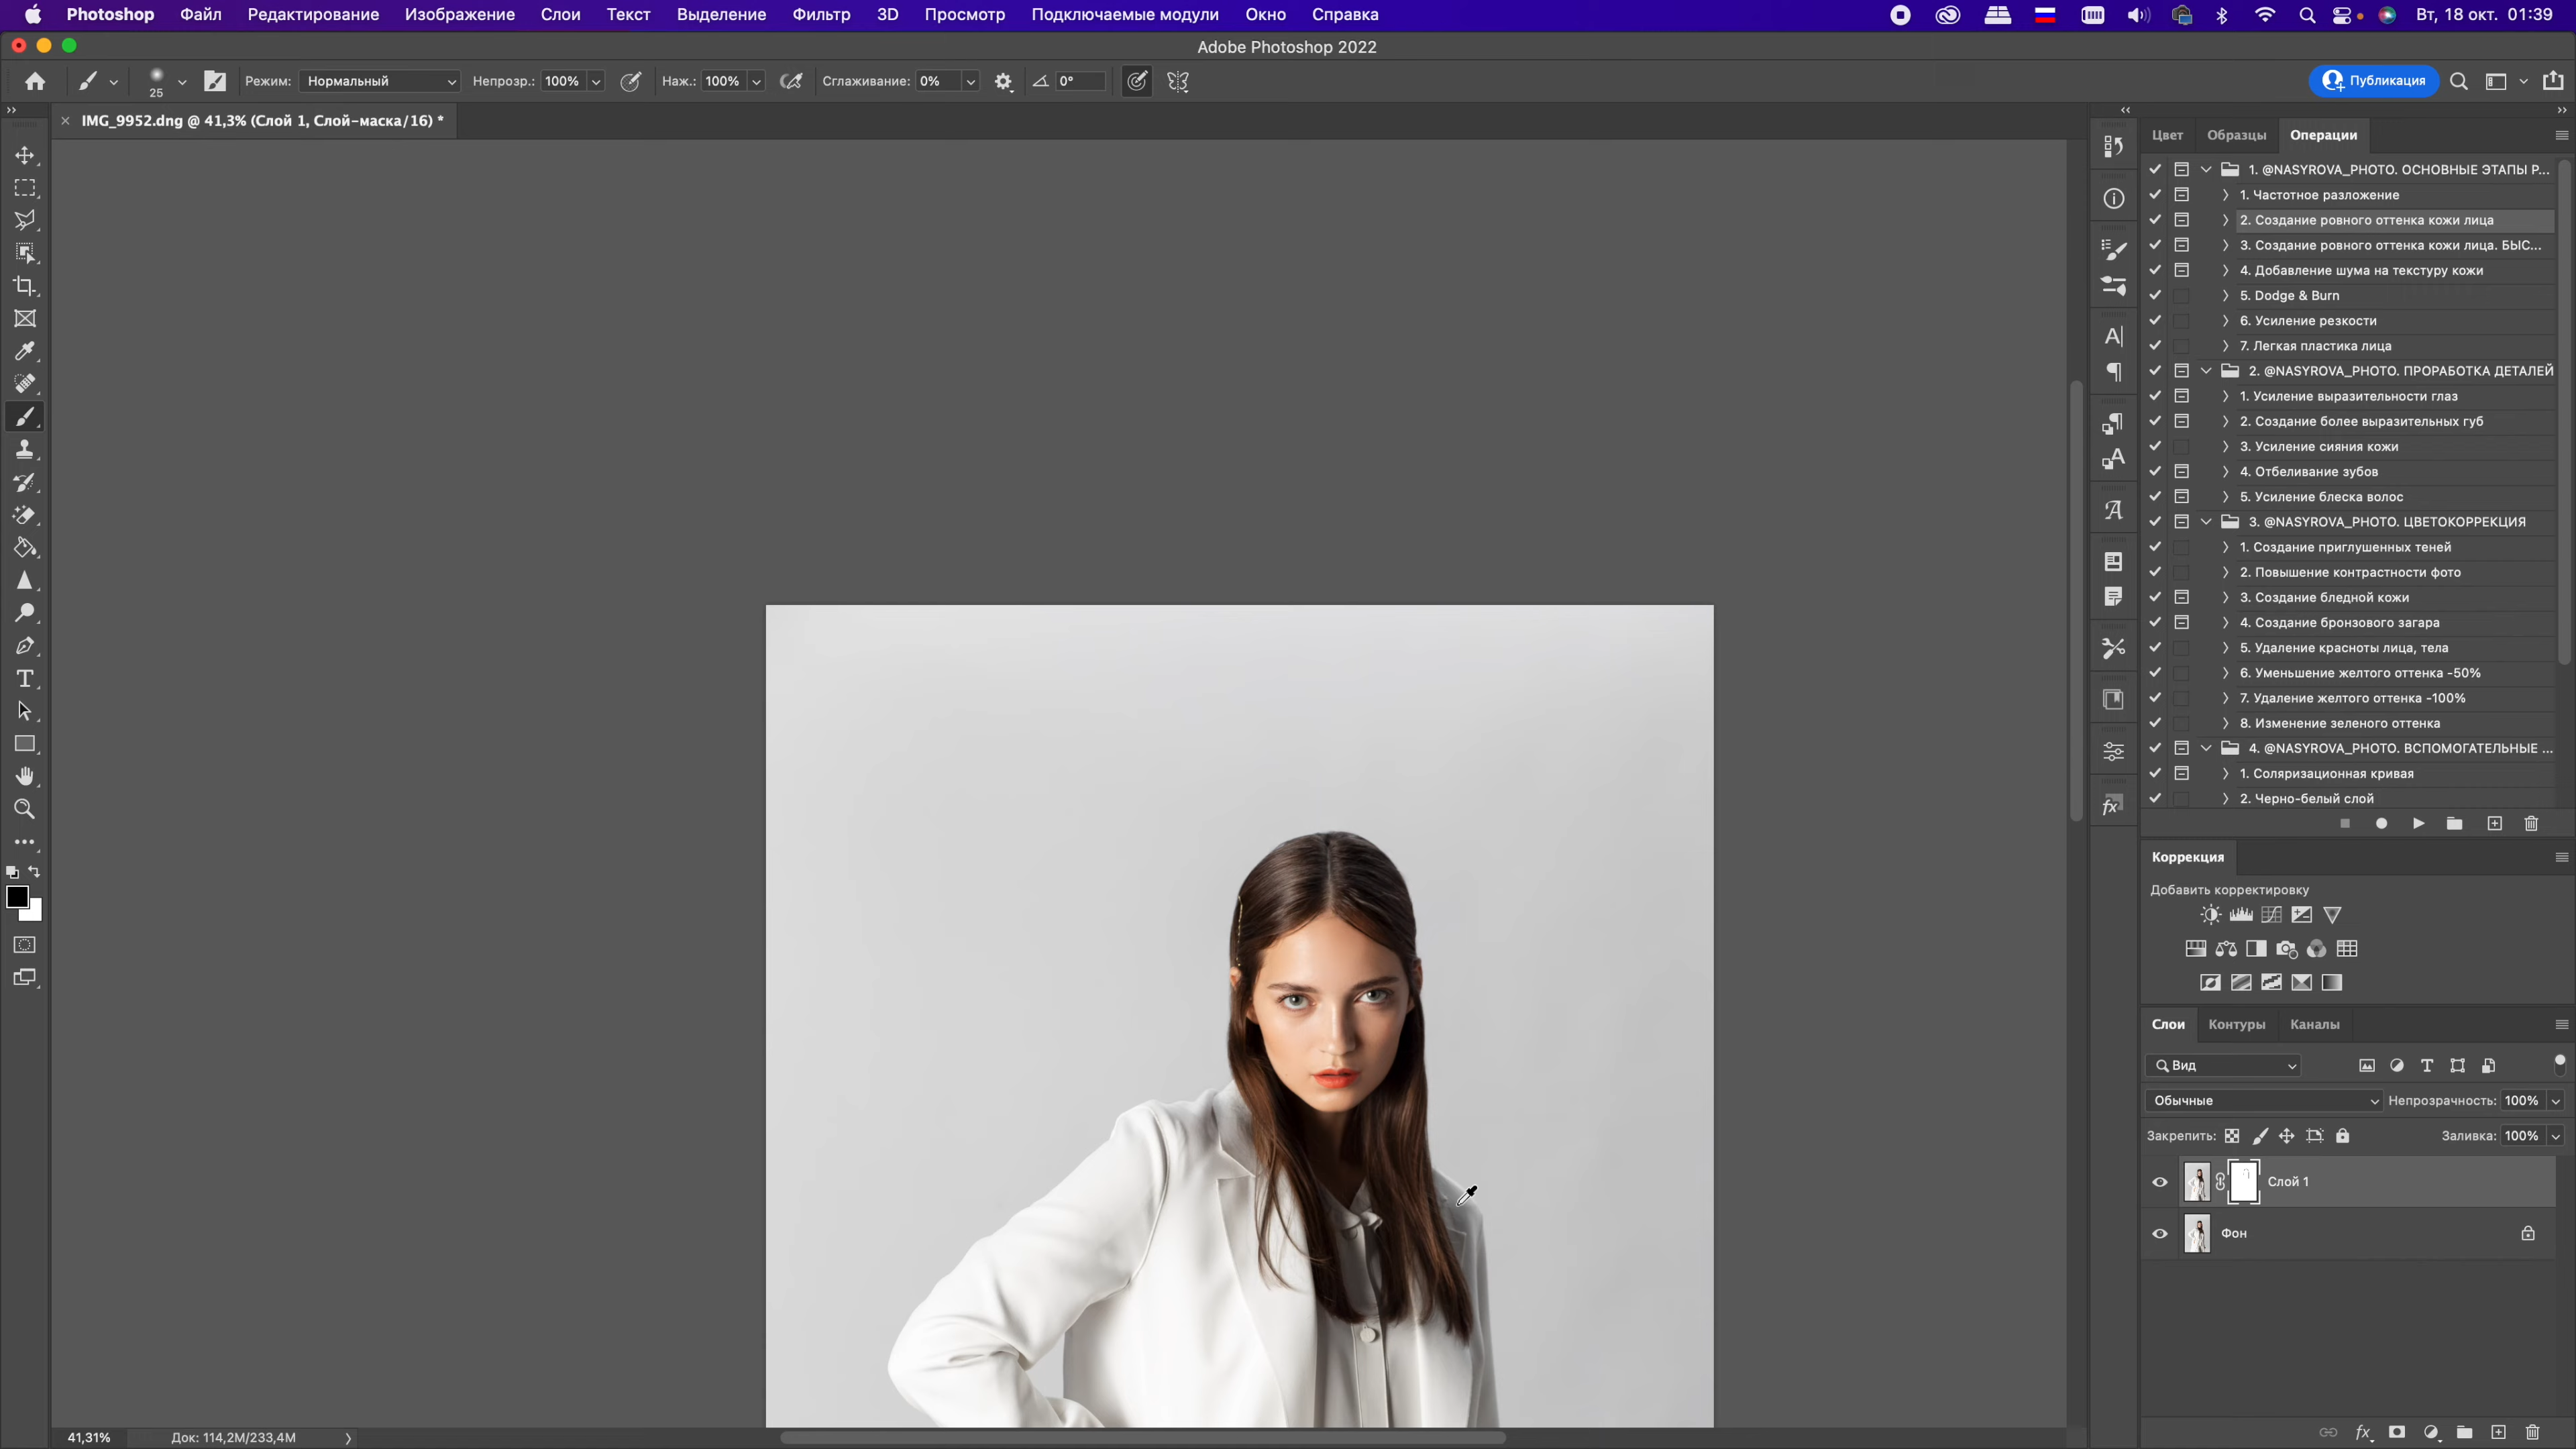 Photoshop Файл Редактирование Изображение Слои Текст Выделение Фильтр 3D Просмотр Подключаемые модули Окно Справка Вт, 18 окт. 01:39
Adobe Photoshop 2022
25 Режим: Нормальный Непрозр.: 100% Наж.: 100% Сглаживание: 0% 0° Публикация
IMG_9952.dng @ 41,3% (Слой 1, Слой-маска/16) *
Цвет Образцы Операции
1. @NASYROVA_PHOTO. ОСНОВНЫЕ ЭТАПЫ Р...
1. Частотное разложение
2. Создание ровного оттенка кожи лица
3. Создание ровного оттенка кожи лица. БЫС...
4. Добавление шума на текстуру кожи
5. Dodge & Burn
6. Усиление резкости
7. Легкая пластика лица
2. @NASYROVA_PHOTO. ПРОРАБОТКА ДЕТАЛЕЙ
1. Усиление выразительности глаз
2. Создание более выразительных губ
3. Усиление сияния кожи
4. Отбеливание зубов
5. Усиление блеска волос
3. @NASYROVA_PHOTO. ЦВЕТОКОРРЕКЦИЯ
1. Создание приглушенных теней
2. Повышение контрастности фото
3. Создание бледной кожи
4. Создание бронзового загара
5. Удаление красноты лица, тела
6. Уменьшение желтого оттенка -50%
7. Удаление желтого оттенка -100%
8. Изменение зеленого оттенка
4. @NASYROVA_PHOTO. ВСПОМОГАТЕЛЬНЫЕ ...
1. Соляризационная кривая
2. Черно-белый слой
Коррекция
Добавить корректировку
Слои Контуры Каналы
Вид
Обычные Непрозрачность: 100%
Закрепить: Заливка: 100%
Слой 1
Фон
41,31% Док: 114,2M/233,4M